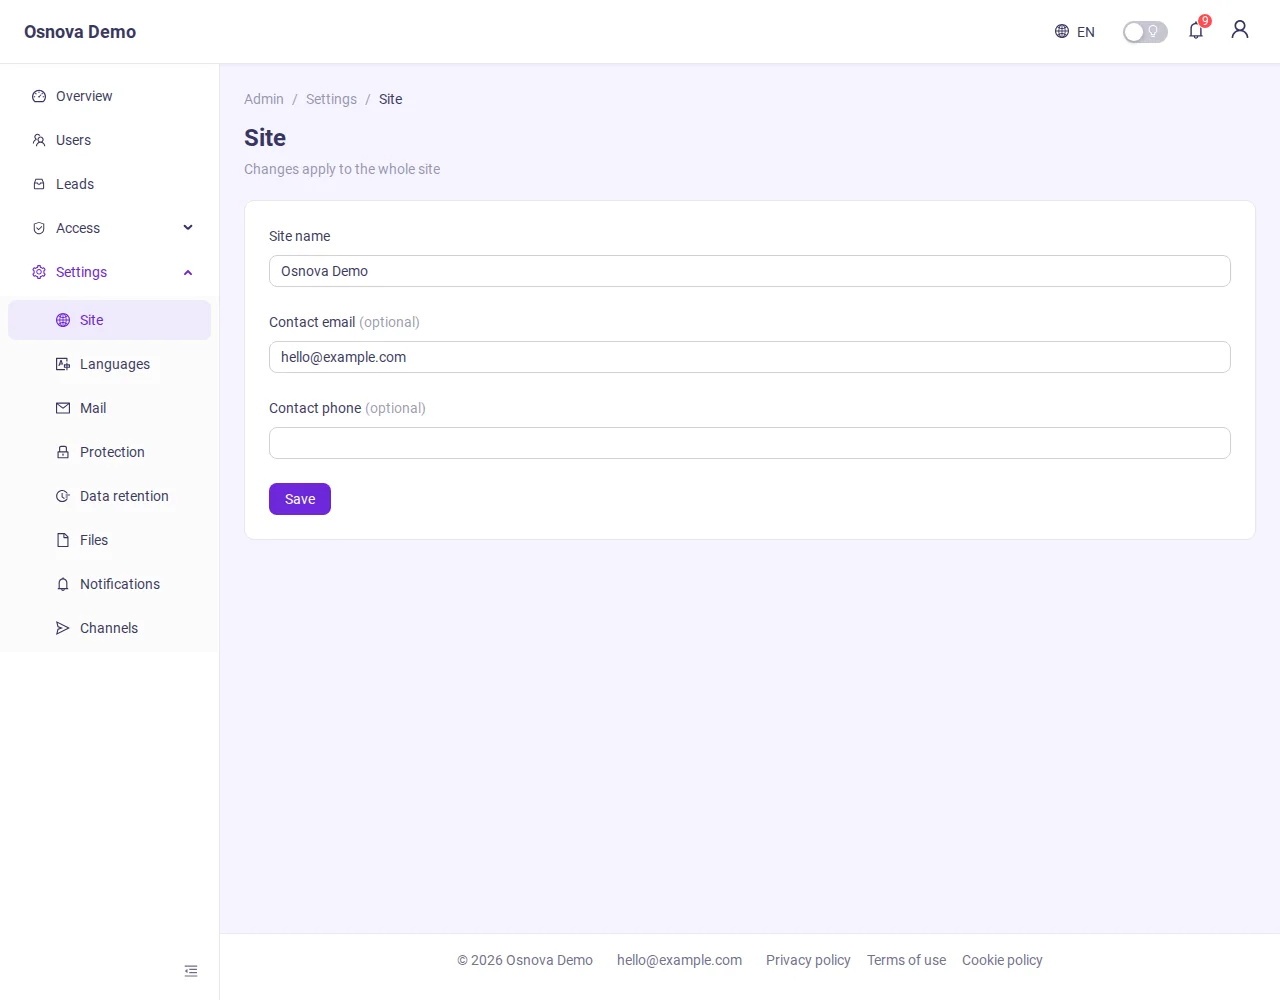 Osnova Demo
EN
9
Overview
Users
Leads
Access
Settings
Site
Languages
Mail
Protection
Data retention
Files
Notifications
Channels
Admin / Settings / Site
Site
Changes apply to the whole site
Site name
Osnova Demo
Contact email (optional)
hello@example.com
Contact phone (optional)
Save
© 2026 Osnova Demo hello@example.com Privacy policy Terms of use Cookie policy